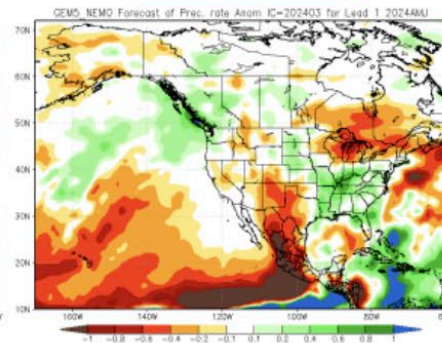 GEM5_NEMO Forecast of Prec. rate Anom IC=202403 for Lead 1 2024AMJ
70N
60N
50N
40N
30N
20N
10N
160W 140W 120W 100W 80W
-1 -0.8 -0.6 -0.4 -0.2 -0.1 0.1 0.2 0.4 0.6 0.8 1